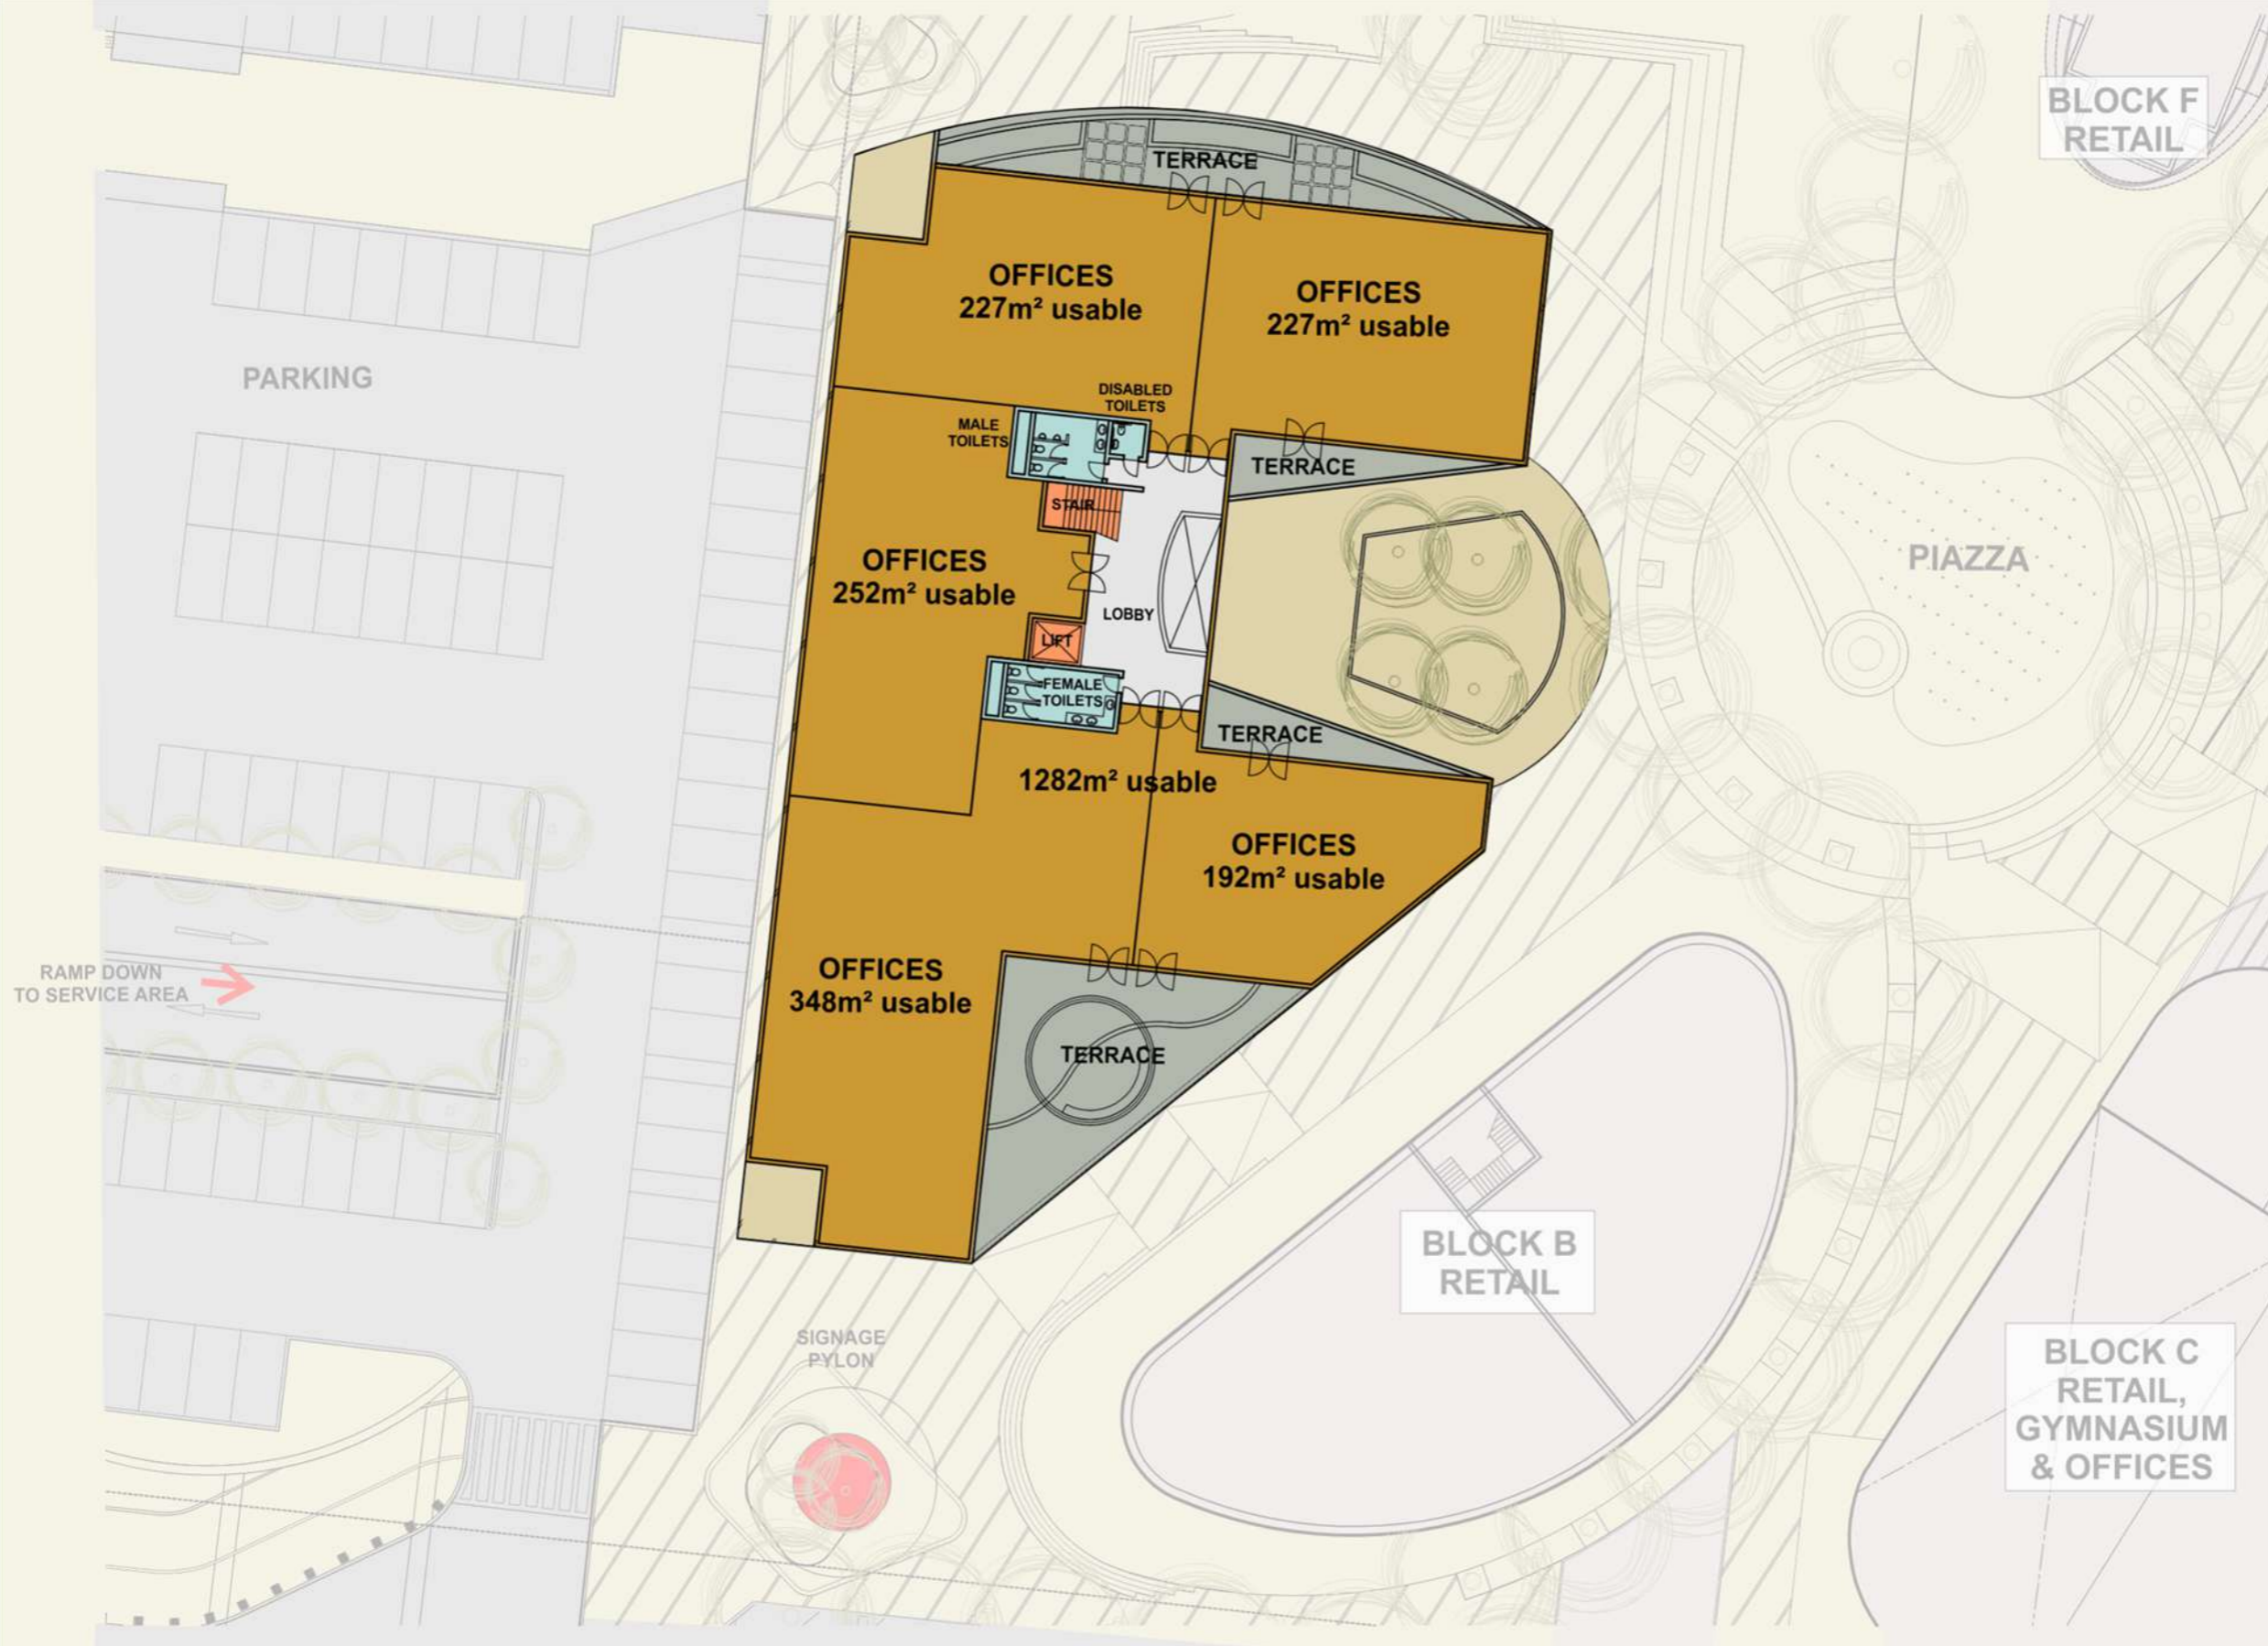 BLOCK F
RETAIL
TERRACE
OFFICES
227m² usable
OFFICES
227m² usable
PARKING
DISABLED
TOILETS
MALE
TOILETS
TERRACE
STAIR
OFFICES
252m² usable
PIAZZA
LOBBY
LIFT
FEMALE
TOILETS
TERRACE
1282m² usable
OFFICES
192m² usable
RAMP DOWN
TO SERVICE AREA
OFFICES
348m² usable
TERRACE
BLOCK B
RETAIL
SIGNAGE
PYLON
BLOCK C
RETAIL,
GYMNASIUM
& OFFICES